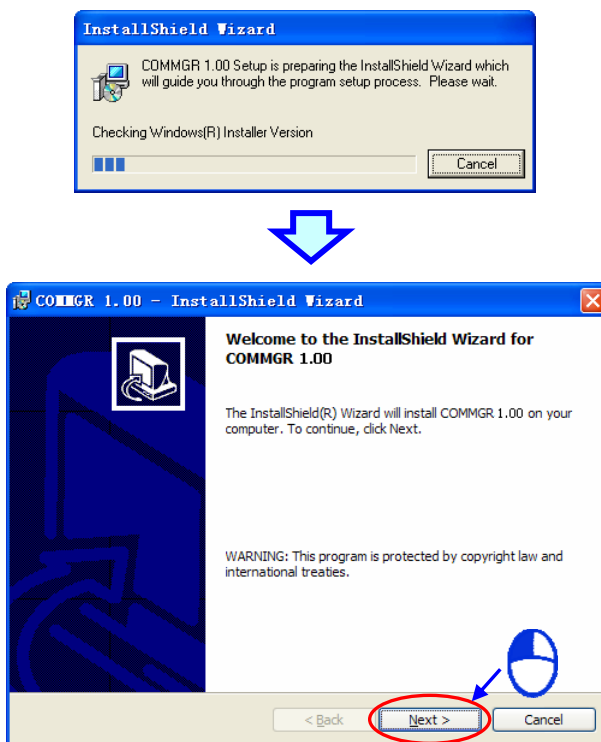 InstallShield Wizard
COMMGR 1.00 Setup is preparing the InstallShield Wizard which
will guide you through the program setup process. Please wait.
Checking Windows(R) Installer Version
Cancel
COMMGR 1.00 - InstallShield Wizard
Welcome to the InstallShield Wizard for
COMMGR 1.00
The InstallShield(R) Wizard will install COMMGR 1.00 on your
computer. To continue, click Next.
WARNING: This program is protected by copyright law and
international treaties.
< Back Next > Cancel